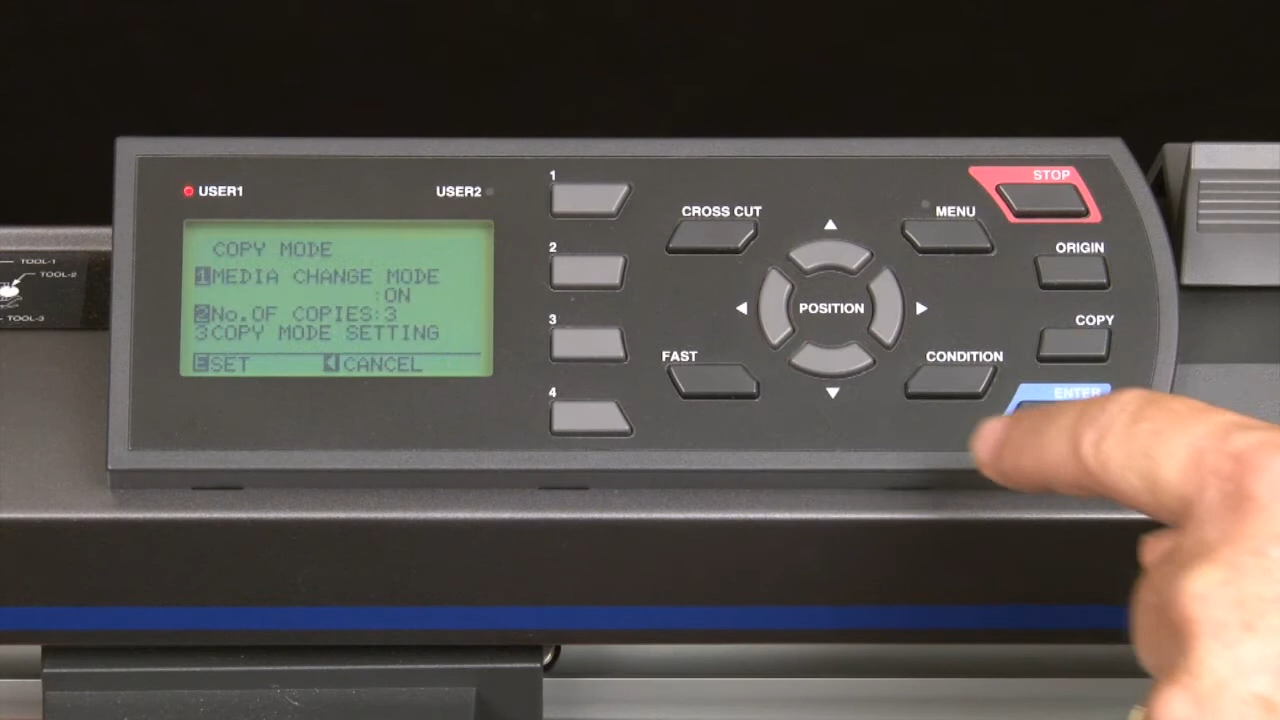 TOOL-1
TOOL-2
TOOL-3
USER1
USER2
COPY MODE
1MEDIA CHANGE MODE
:ON
2No.OF COPIES:3
3COPY MODE SETTING
ESET
CANCEL
1
2
3
4
CROSS CUT
MENU
STOP
ORIGIN
POSITION
COPY
FAST
CONDITION
ENTER